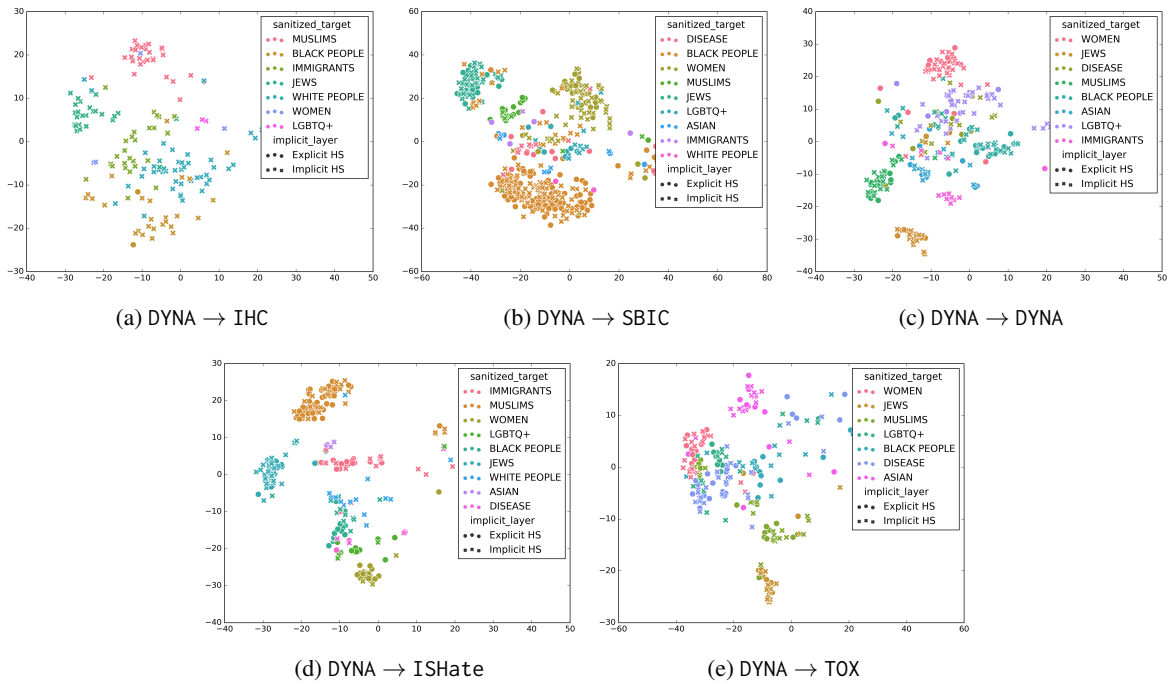 30
20
10
0
−10
−20
−30
−40 −30 −20 −10 0 10 20 30 40 50
sanitized_target
MUSLIMS
BLACK PEOPLE
IMMIGRANTS
JEWS
WHITE PEOPLE
WOMEN
LGBTQ+
implicit_layer
Explicit HS
Implicit HS
(a) DYNA → IHC
60
40
20
0
−20
−40
−60
−60 −40 −20 0 20 40 60 80
sanitized_target
DISEASE
BLACK PEOPLE
WOMEN
MUSLIMS
JEWS
LGBTQ+
ASIAN
IMMIGRANTS
WHITE PEOPLE
implicit_layer
Explicit HS
Implicit HS
(b) DYNA → SBIC
40
30
20
10
0
−10
−20
−30
−40
−40 −30 −20 −10 0 10 20 30 40 50
sanitized_target
WOMEN
JEWS
DISEASE
MUSLIMS
BLACK PEOPLE
ASIAN
LGBTQ+
IMMIGRANTS
implicit_layer
Explicit HS
Implicit HS
(c) DYNA → DYNA
30
20
10
0
−10
−20
−30
−40
−40 −30 −20 −10 0 10 20 30 40 50
sanitized_target
IMMIGRANTS
MUSLIMS
WOMEN
LGBTQ+
BLACK PEOPLE
JEWS
WHITE PEOPLE
ASIAN
DISEASE
implicit_layer
Explicit HS
Implicit HS
(d) DYNA → ISHate
20
10
0
−10
−20
−30
−60 −40 −20 0 20 40 60
sanitized_target
WOMEN
JEWS
MUSLIMS
LGBTQ+
BLACK PEOPLE
DISEASE
ASIAN
implicit_layer
Explicit HS
Implicit HS
(e) DYNA → TOX